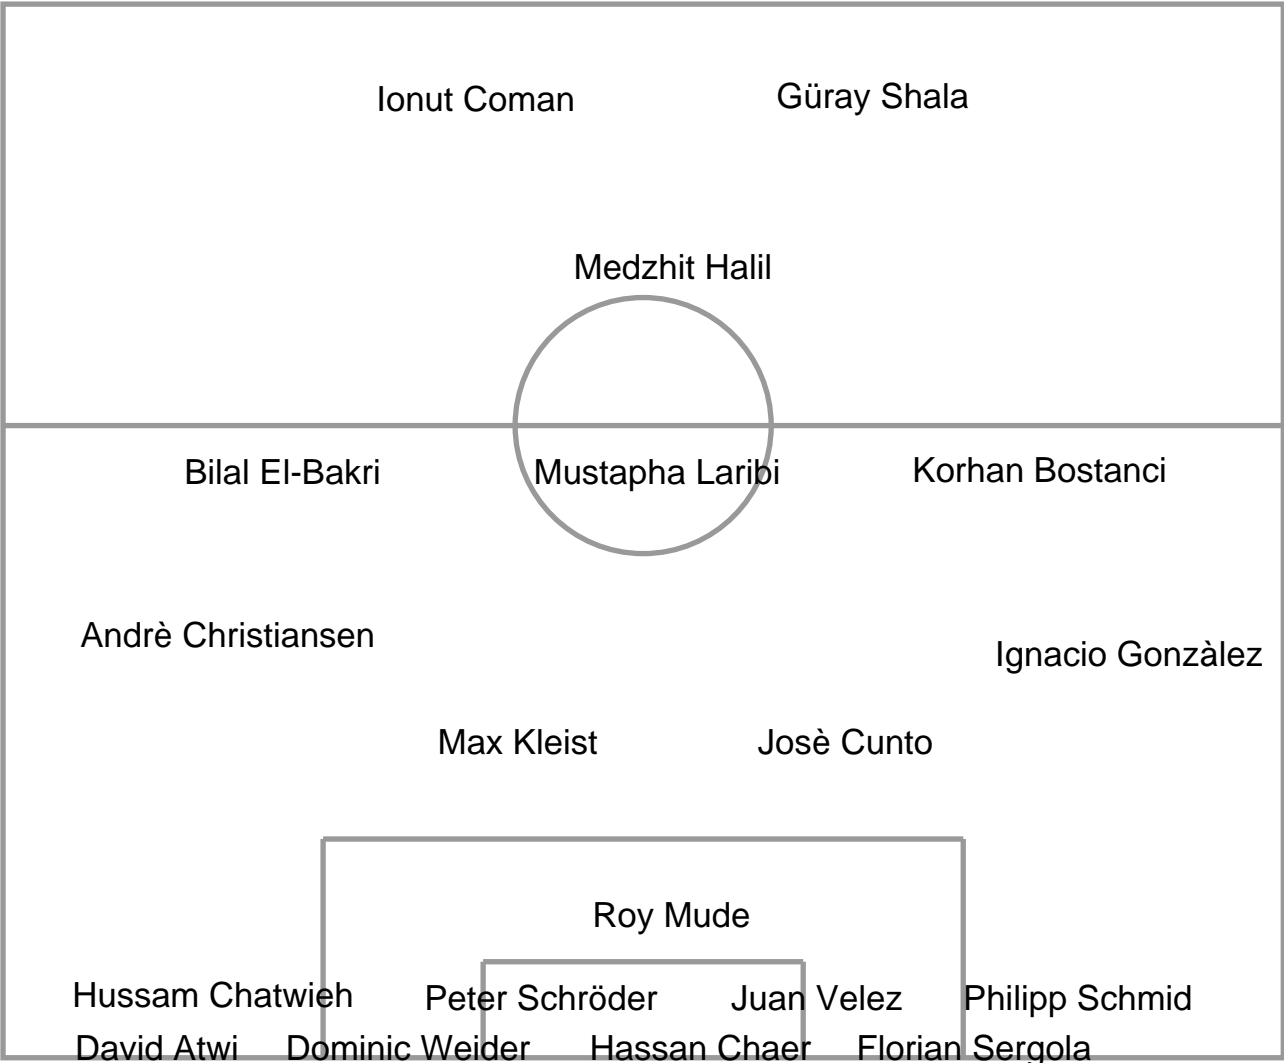 Ionut Coman Güray Shala
Medzhit Halil
Bilal El-Bakri Mustapha Laribi Korhan Bostanci
Andrè Christiansen Ignacio Gonzàlez
Max Kleist Josè Cunto
Roy Mude
Hussam Chatwieh Peter Schröder Juan Velez Philipp Schmid
David Atwi Dominic Weider Hassan Chaer Florian Sergola